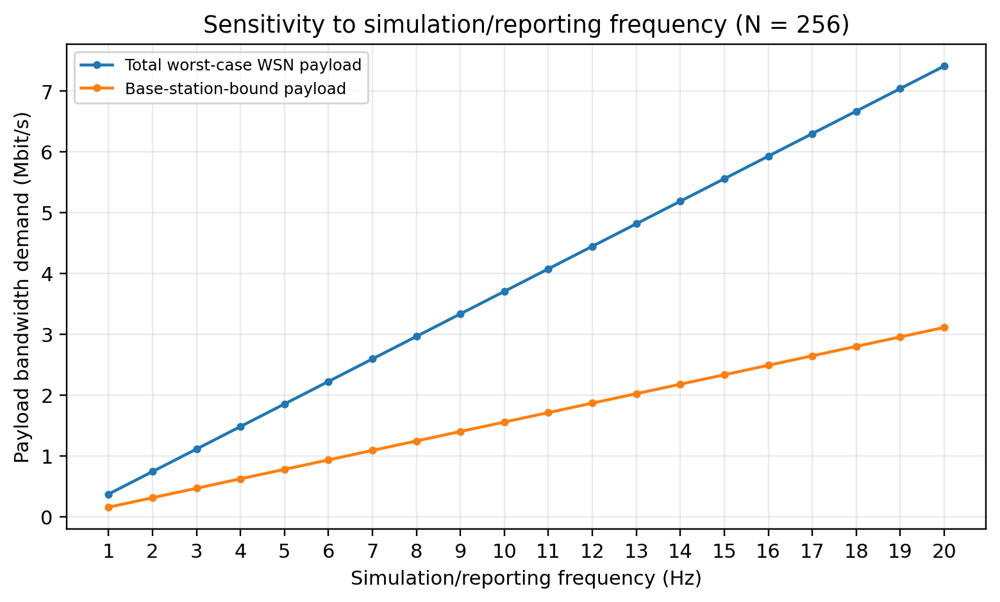 Sensitivity to simulation/reporting frequency (N = 256)
Total worst-case WSN payload
Base-station-bound payload
Payload bandwidth demand (Mbit/s)
7
6
5
4
3
2
1
0
1 2 3 4 5 6 7 8 9 10 11 12 13 14 15 16 17 18 19 20
Simulation/reporting frequency (Hz)